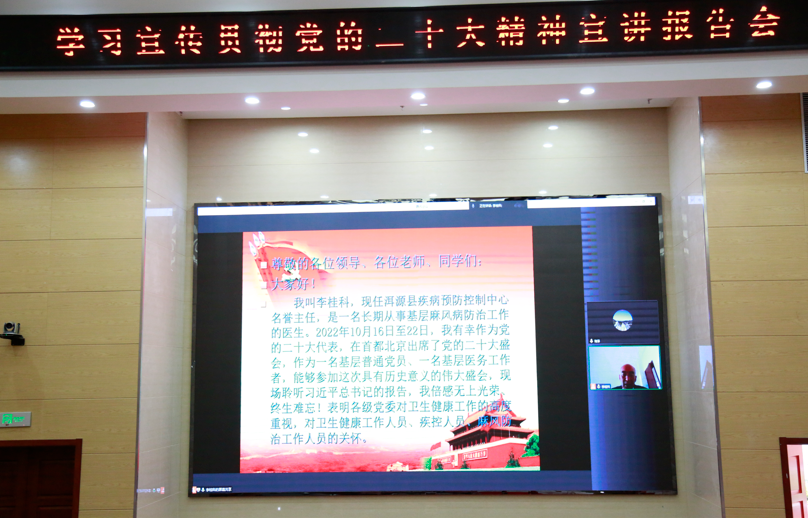 学习宣传贯彻党的二十大精神宣讲报告会
尊敬的各位领导、各位老师、同学们：
大家好！
我叫李桂科，现任洱源县疾病预防控制中心
名誉主任，是一名长期从事基层麻风病防治工作
的医生。2022年10月16日至22日，我有幸作为党
的二十大代表，在首都北京出席了党的二十大盛
会，作为一名基层普通党员、一名基层医务工作
者，能够参加这次具有历史意义的伟大盛会，现
场聆听习近平总书记的报告，我倍感无上光荣，
终生难忘！表明各级党委对卫生健康工作的高度
重视，对卫生健康工作人员、疾控人员、麻风防
治工作人员的关怀。